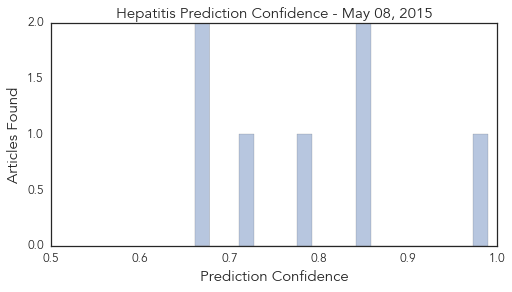 Hepatitis Prediction Confidence - May 08, 2015
Articles Found
2.0
1.5
1.0
0.5
0.0
0.5 0.6 0.7 0.8 0.9 1.0
Prediction Confidence